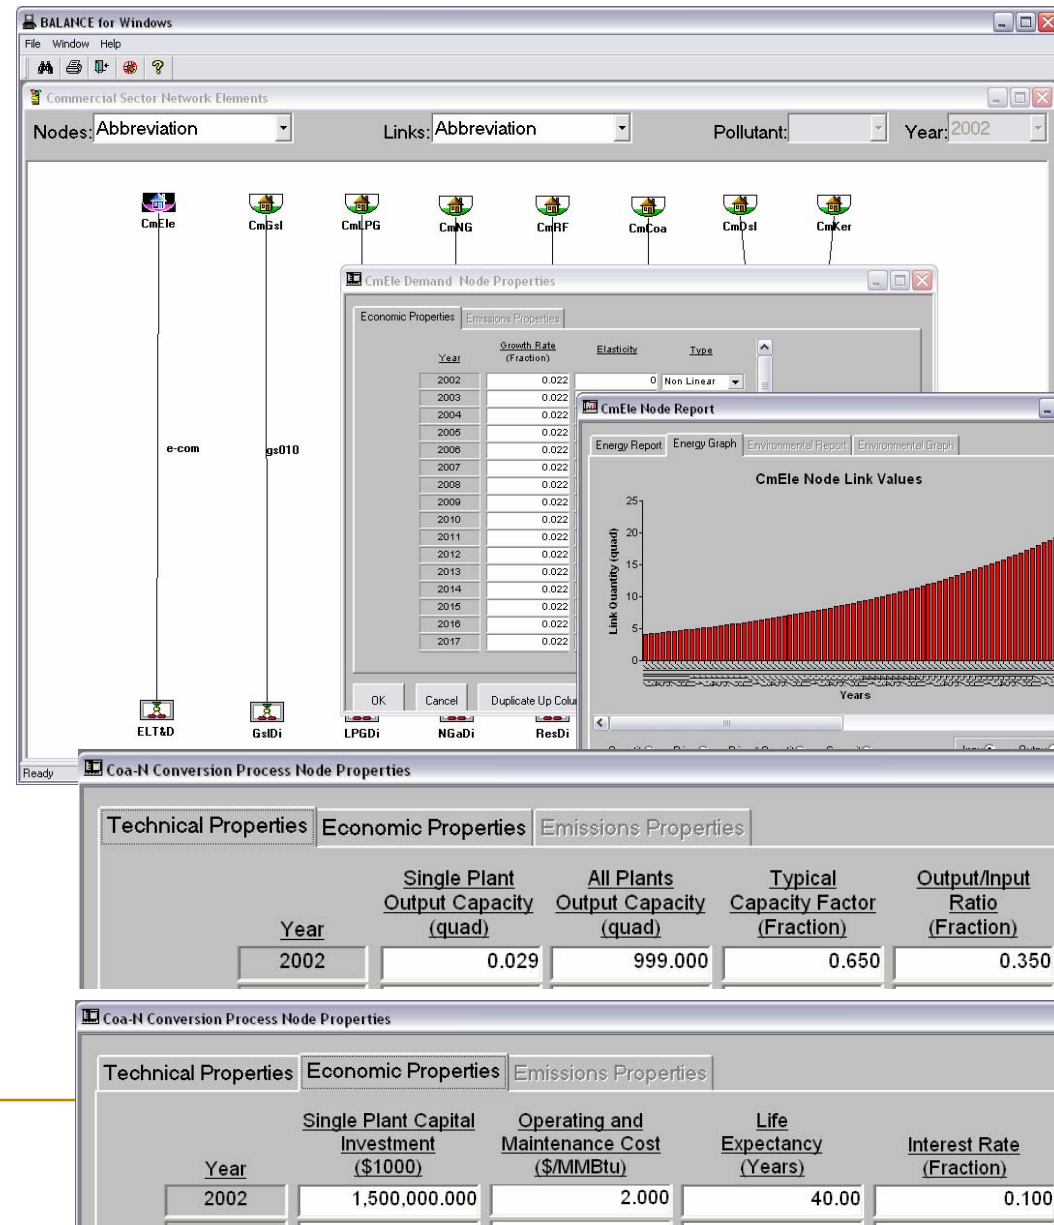 BALANCE for Windows
File Window Help
Commercial Sector Network Elements
Nodes: Abbreviation Links: Abbreviation Pollutant: Year: 2002
CmEle CmGsl CmLPG CmNG CmRF CmCoa CmDsl CmKer
CmEle Demand Node Properties
Economic Properties Emissions Properties
Year Growth Rate (Fraction) Elasticity Type
2002 0.022 0 Non Linear
2003 0.022
2004 0.022
2005 0.022
2006 0.022
2007 0.022
2008 0.022
2009 0.022
2010 0.022
2011 0.022
2012 0.022
2013 0.022
2014 0.022
2015 0.022
2016 0.022
2017 0.022
OK Cancel Duplicate Up Colu
e-com gs010
CmEle Node Report
Energy Report Energy Graph Environmental Report Environmental Graph
CmEle Node Link Values
Link Quantity (quad)
25
20
15
10
5
0
Years
ELT&D GslDi LPGDi NGaDi ResDi
Ready
Coa-N Conversion Process Node Properties
Technical Properties Economic Properties Emissions Properties
Single Plant All Plants Typical Output/Input
Output Capacity Output Capacity Capacity Factor Ratio
Year (quad) (quad) (Fraction) (Fraction)
2002 0.029 999.000 0.650 0.350
Coa-N Conversion Process Node Properties
Technical Properties Economic Properties Emissions Properties
Single Plant Capital Operating and Life
Investment Maintenance Cost Expectancy Interest Rate
Year ($1000) ($/MMBtu) (Years) (Fraction)
2002 1,500,000.000 2.000 40.00 0.100